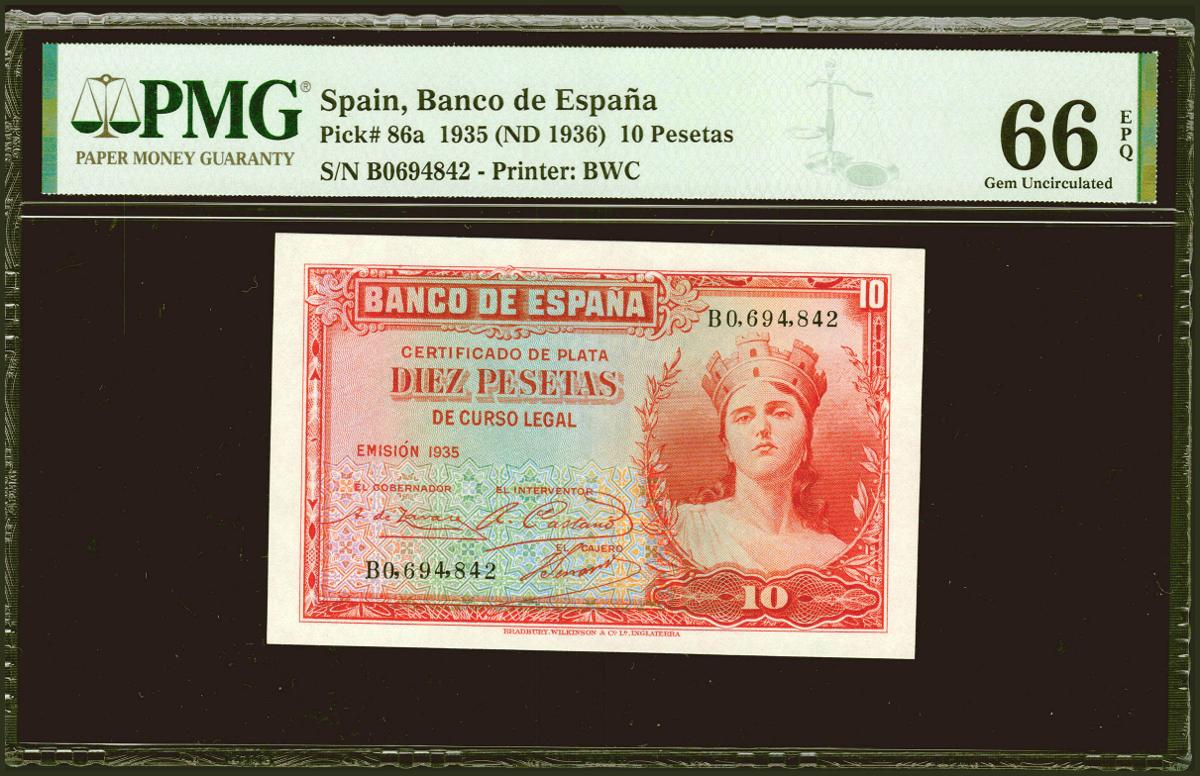 PMG®
PAPER MONEY GUARANTY
Spain, Banco de España
Pick# 86a 1935 (ND 1936) 10 Pesetas
S/N B0694842 - Printer: BWC
66
EPQ
Gem Uncirculated
BANCO DE ESPAÑA
10
B0,694,842
CERTIFICADO DE PLATA
DIEZ PESETAS
DE CURSO LEGAL
EMISIÓN 1935
EL GOBERNADOR
EL INTERVENTOR
A. Castaño
EL CAJERO
B0,694,842
10
BRADBURY, WILKINSON & Cº Lᵈ, INGLATERRA